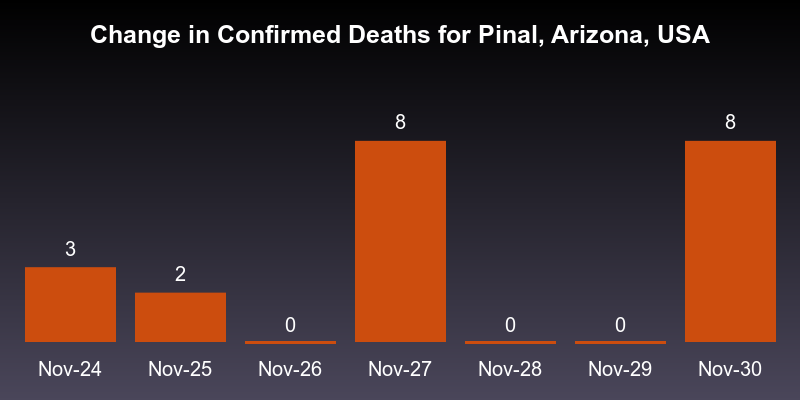 Change in Confirmed Deaths for Pinal, Arizona, USA
8 8
3
2
0 0 0
Nov-24 Nov-25 Nov-26 Nov-27 Nov-28 Nov-29 Nov-30